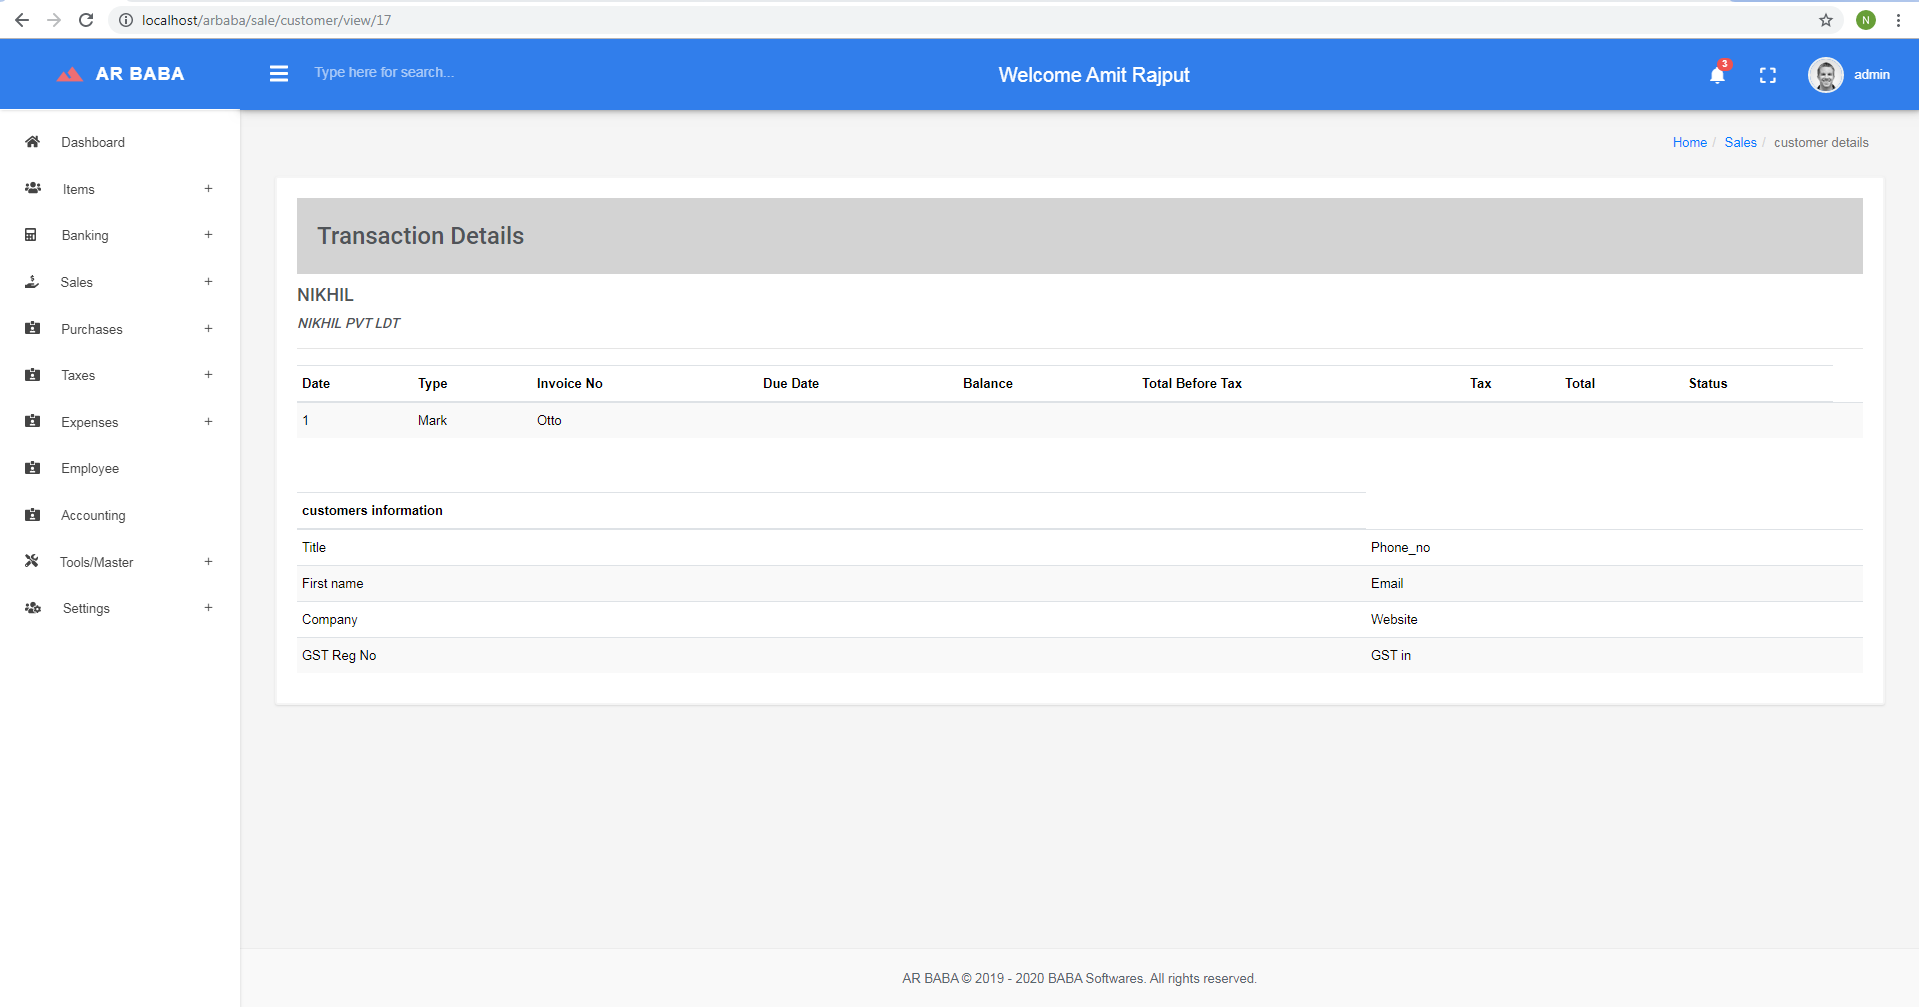 localhost/arbaba/sale/customer/view/17
N
AR BABA
Type here for search...
Welcome Amit Rajput
3
admin
Dashboard
Items +
Banking +
Sales +
Purchases +
Taxes +
Expenses +
Employee
Accounting
Tools/Master +
Settings +
Home / Sales / customer details
Transaction Details
NIKHIL
NIKHIL PVT LDT
Date Type Invoice No Due Date Balance Total Before Tax Tax Total Status
1 Mark Otto
customers information
Title Phone_no
First name Email
Company Website
GST Reg No GST in
AR BABA © 2019 - 2020 BABA Softwares. All rights reserved.